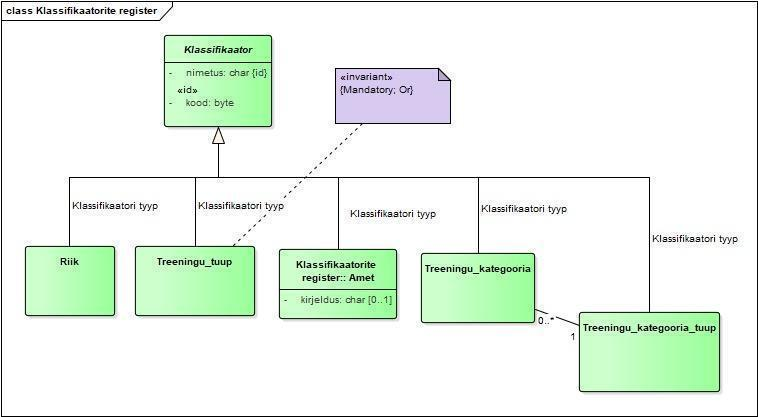 class Klassifikaatorite register
Klassifikaator
- nimetus: char {id}
«id»
- kood: byte
«invariant»
{Mandatory; Or}
Klassifikaatori tyyp
Klassifikaatori tyyp
Klassifikaatori tyyp
Klassifikaatori tyyp
Klassifikaatori tyyp
Riik
Treeningu_tuup
Klassifikaatorite
register:: Amet
- kirjeldus: char [0..1]
Treeningu_kategooria
0..*
1
Treeningu_kategooria_tuup